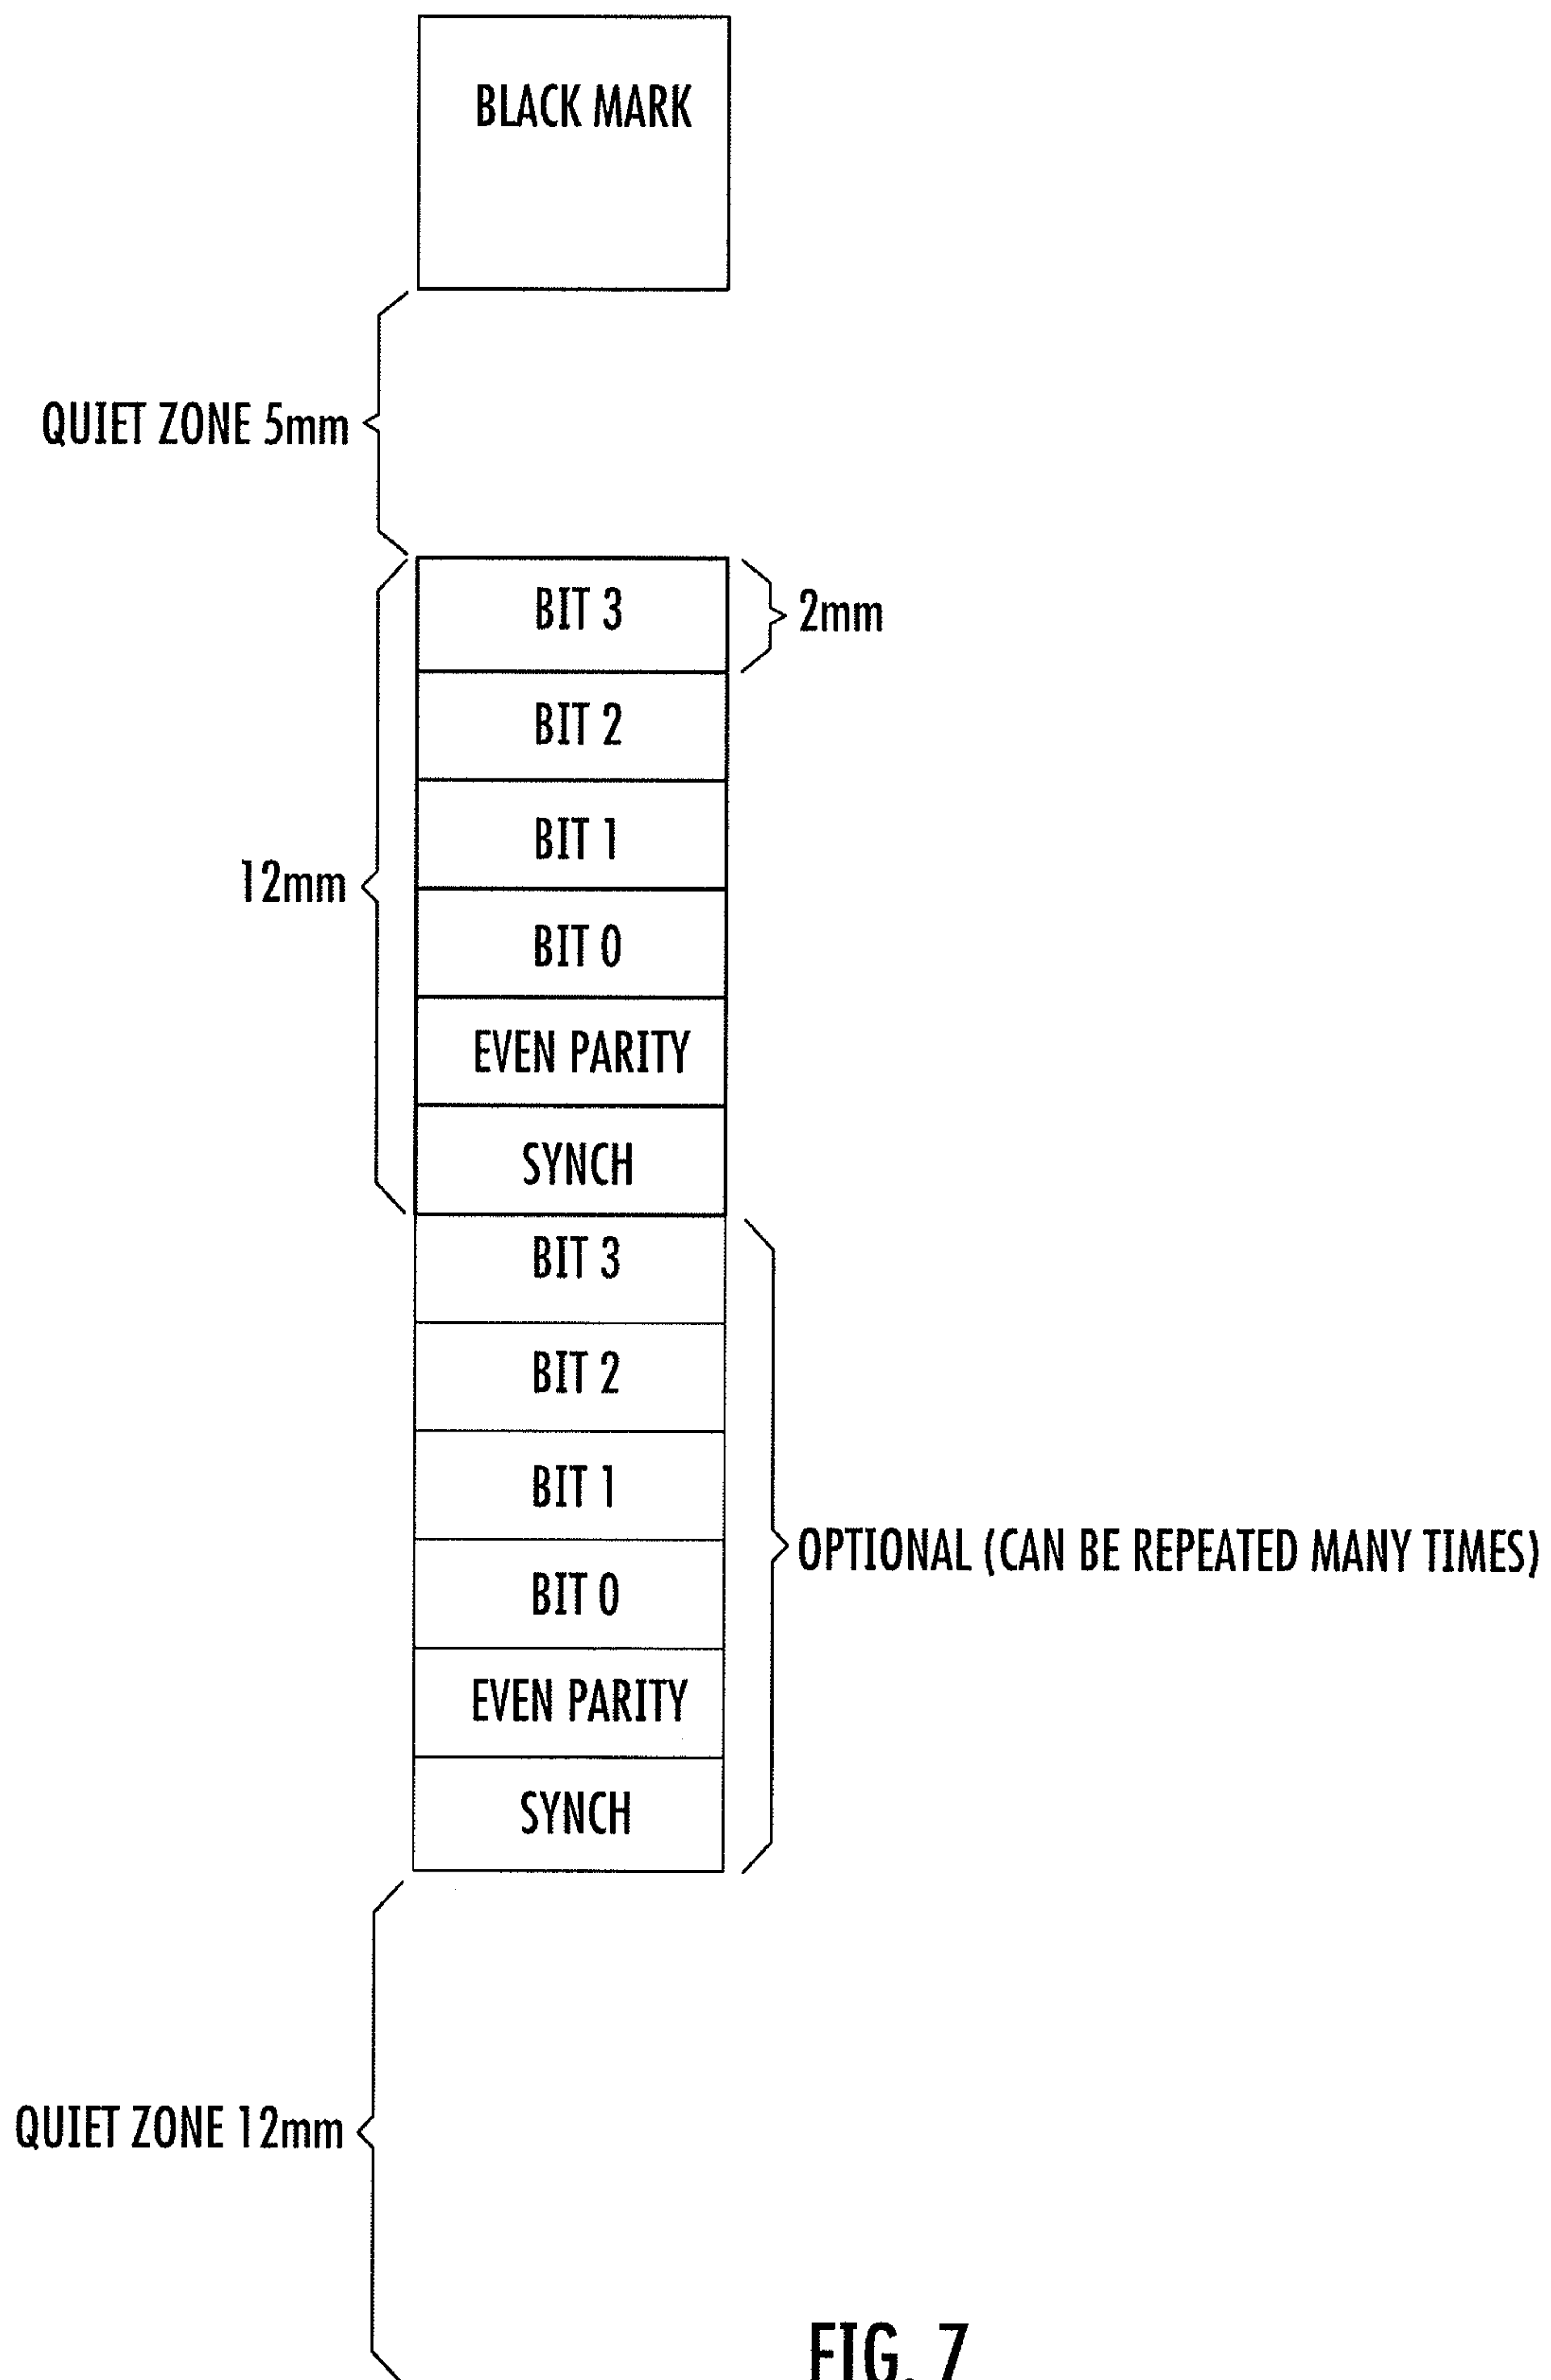 BLACK MARK
QUIET ZONE 5mm
BIT 3
2mm
BIT 2
BIT 1
12mm
BIT 0
EVEN PARITY
SYNCH
BIT 3
BIT 2
BIT 1
OPTIONAL (CAN BE REPEATED MANY TIMES)
BIT 0
EVEN PARITY
SYNCH
QUIET ZONE 12mm
FIG. 7